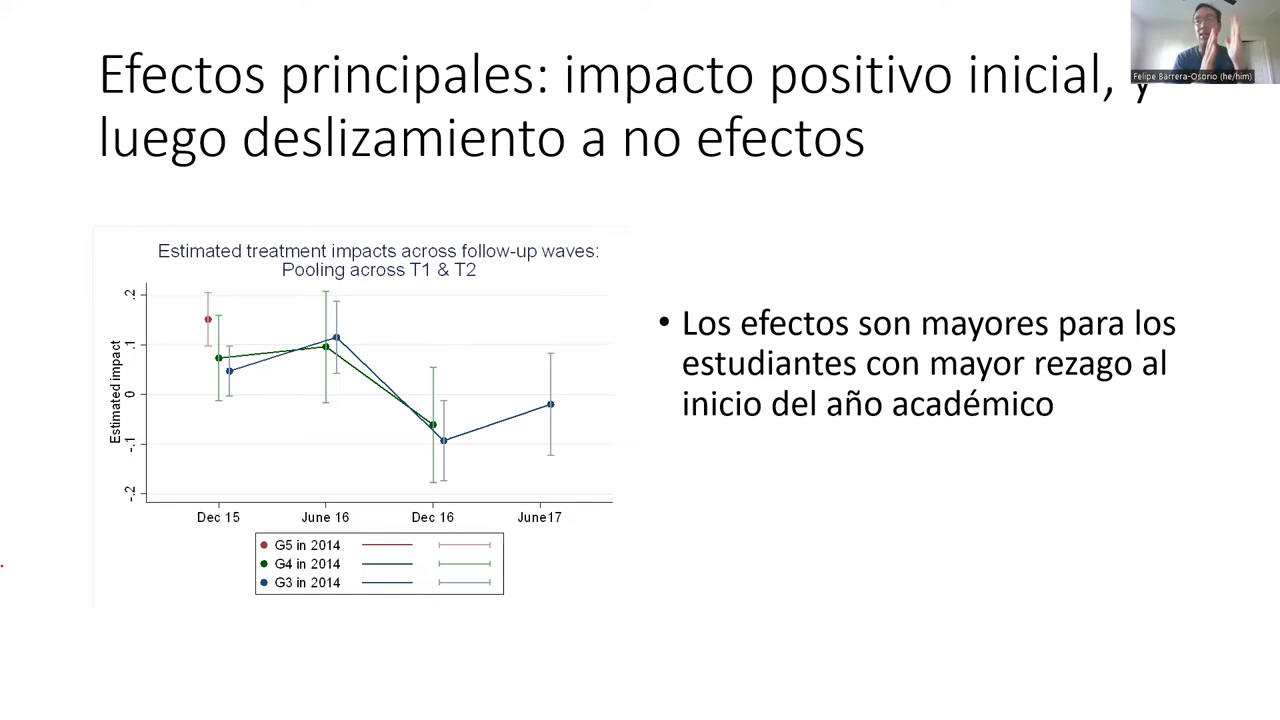 Efectos principales: impacto positivo inicial, y
luego deslizamiento a no efectos
Felipe Barrera-Osorio (he/him)
Estimated treatment impacts across follow-up waves:
Pooling across T1 & T2
Estimated impact
.2
.1
0
-.1
-.2
Dec 15
June 16
Dec 16
June17
G5 in 2014
G4 in 2014
G3 in 2014
• Los efectos son mayores para los
estudiantes con mayor rezago al
inicio del año académico